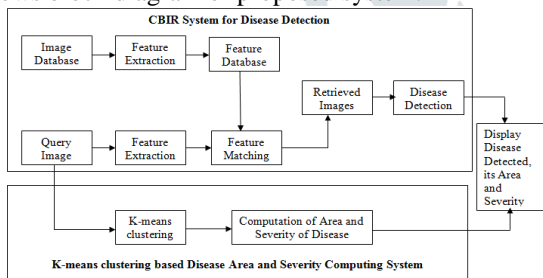 CBIR System for Disease Detection
Image
Database
Feature
Extraction
Feature
Database
Retrieved
Images
Disease
Detection
Query
Image
Feature
Extraction
Feature
Matching
Display
Disease
Detected,
its Area
and
Severity
K-means
clustering
Computation of Area and
Severity of Disease
K-means clustering based Disease Area and Severity Computing System